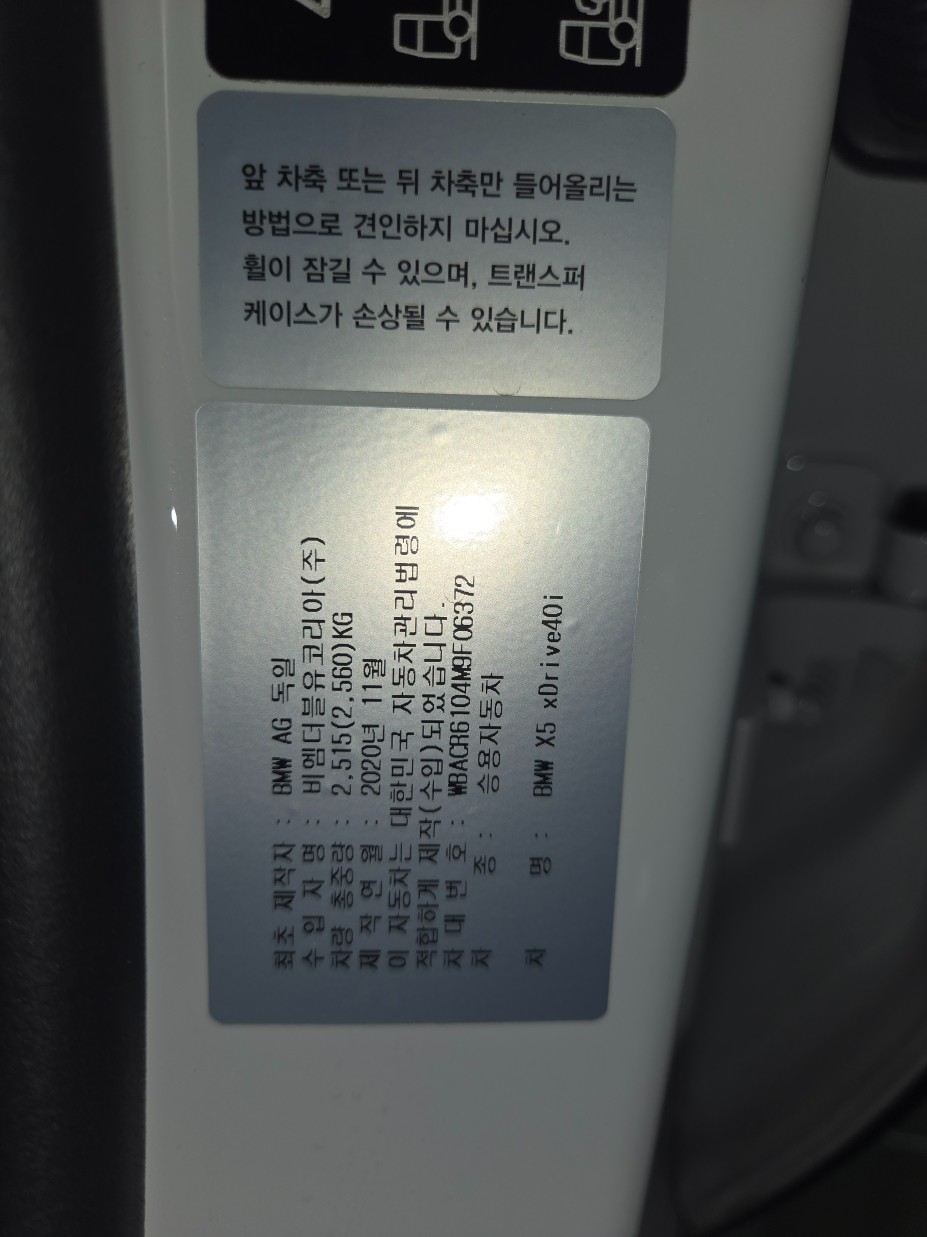 앞 차축 또는 뒤 차축만 들어올리는
방법으로 견인하지 마십시오.
휠이 잠길 수 있으며, 트랜스퍼
케이스가 손상될 수 있습니다.
최초 제작자 : BMW AG 독일
수 입 자 명 : 비엠더블유코리아(주)
차량 총중량 : 2,515(2,560)KG
제 작 연 월 : 2020년 11월
이 자동차는 대한민국 자동차관리법령에
적합하게 제작(수입)되었습니다.
차 대 번 호 : WBACR6104M9F06372
차 종 : 승용자동차
차 명 : BMW X5 xDrive40i